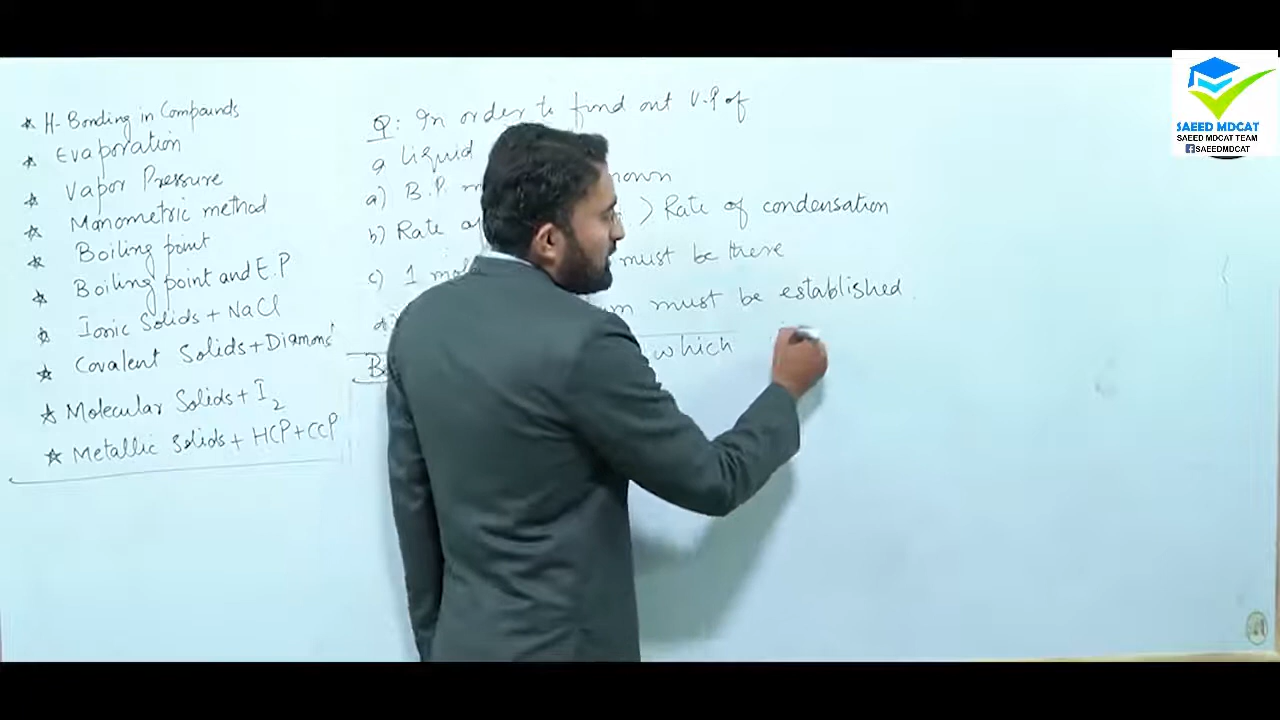 ★ H-Bonding in Compounds
★ Evaporation
★ Vapor Pressure
★ Manometric method
★ Boiling point
★ Boiling point and E.P
★ Ionic Solids + NaCl
★ Covalent Solids + Diamond
★ Molecular Solids + I₂
★ Metallic Solids + HCP + CCP
Q: In order to find out V.P of
a Liquid
a) B.P.
b) Rate > Rate of condensation
c) 1 must be there
must be established.
which
SAEED MDCAT
SAEED MDCAT TEAM
f SAEEDMDCAT